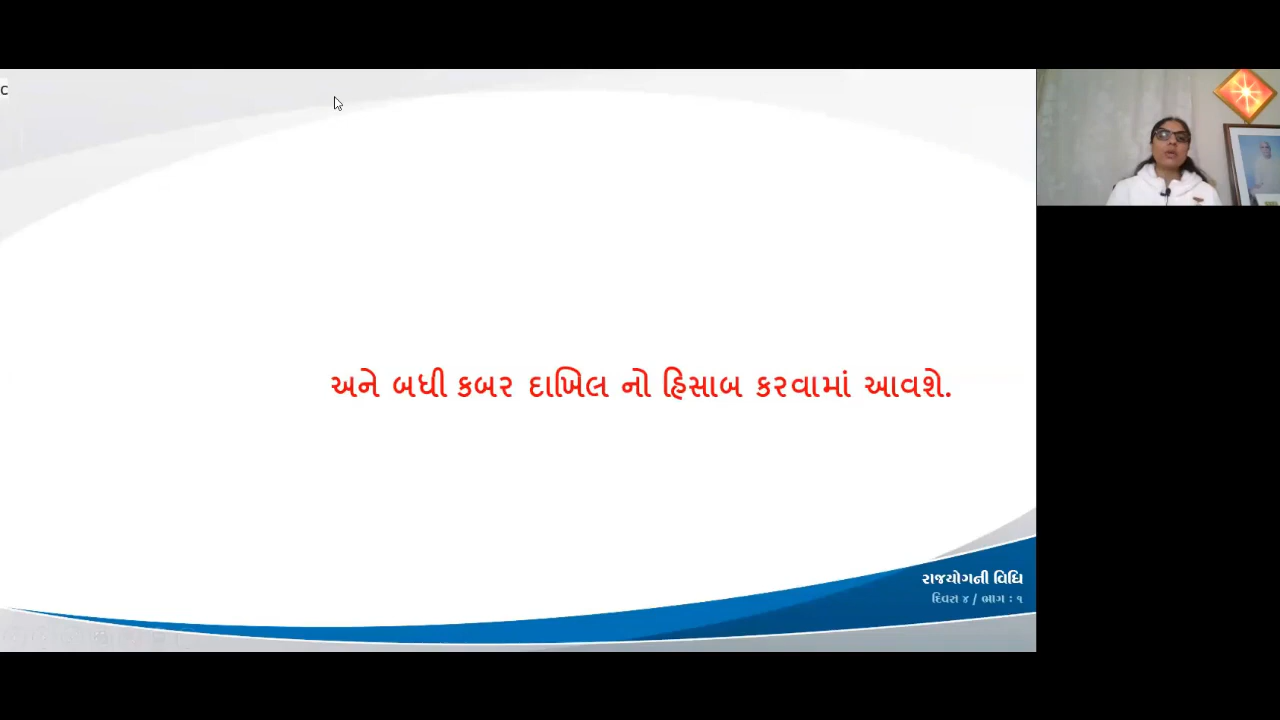 c
અને બધી કબર દાખિલ નો હિસાબ કરવામાં આવશે.
રાજયોગની વિધિ
દિવસ ૪ / ભાગ : ૧